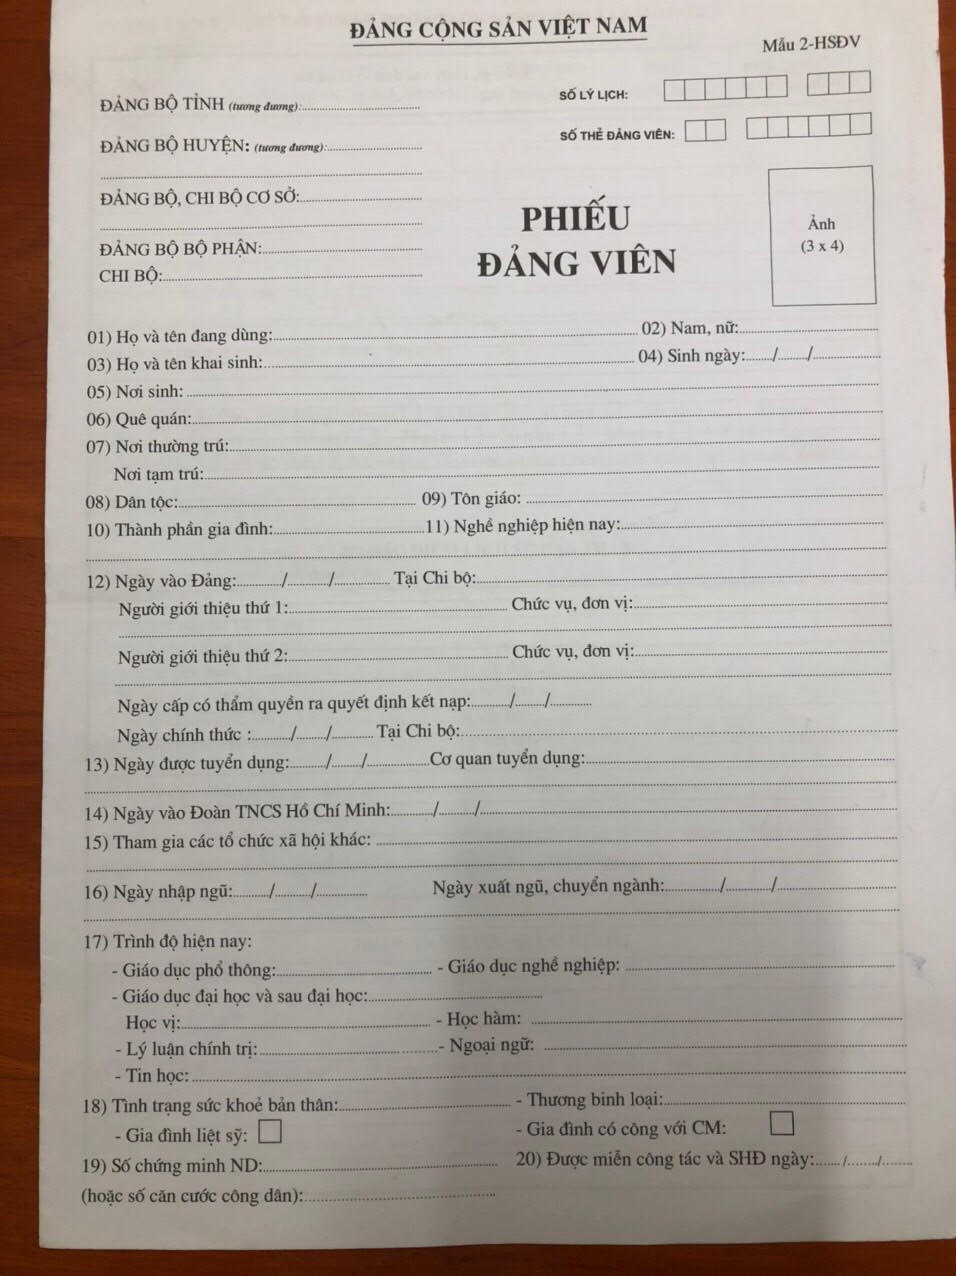 ĐẢNG CỘNG SẢN VIỆT NAM
Mẫu 2-HSĐV
ĐẢNG BỘ TỈNH (tương đương):
SỐ LÝ LỊCH:
ĐẢNG BỘ HUYỆN: (tương đương):
SỐ THẺ ĐẢNG VIÊN:
ĐẢNG BỘ, CHI BỘ CƠ SỞ:
ĐẢNG BỘ BỘ PHẬN:
CHI BỘ:
PHIẾU
ĐẢNG VIÊN
Ảnh
(3 x 4)
01) Họ và tên đang dùng: 02) Nam, nữ:
03) Họ và tên khai sinh: 04) Sinh ngày: / /
05) Nơi sinh:
06) Quê quán:
07) Nơi thường trú:
Nơi tạm trú:
08) Dân tộc: 09) Tôn giáo:
10) Thành phần gia đình: 11) Nghề nghiệp hiện nay:
12) Ngày vào Đảng: / / Tại Chi bộ:
Người giới thiệu thứ 1: Chức vụ, đơn vị:
Người giới thiệu thứ 2: Chức vụ, đơn vị:
Ngày cấp có thẩm quyền ra quyết định kết nạp: / /
Ngày chính thức : / / Tại Chi bộ:
13) Ngày được tuyển dụng: / / Cơ quan tuyển dụng:
14) Ngày vào Đoàn TNCS Hồ Chí Minh: / /
15) Tham gia các tổ chức xã hội khác:
16) Ngày nhập ngũ: / / Ngày xuất ngũ, chuyển ngành: / /
17) Trình độ hiện nay:
- Giáo dục phổ thông: - Giáo dục nghề nghiệp:
- Giáo dục đại học và sau đại học:
Học vị: - Học hàm:
- Lý luận chính trị: - Ngoại ngữ:
- Tin học:
18) Tình trạng sức khoẻ bản thân: - Thương binh loại:
- Gia đình liệt sỹ: - Gia đình có công với CM:
19) Số chứng minh ND: 20) Được miễn công tác và SHĐ ngày: / /
(hoặc số căn cước công dân):